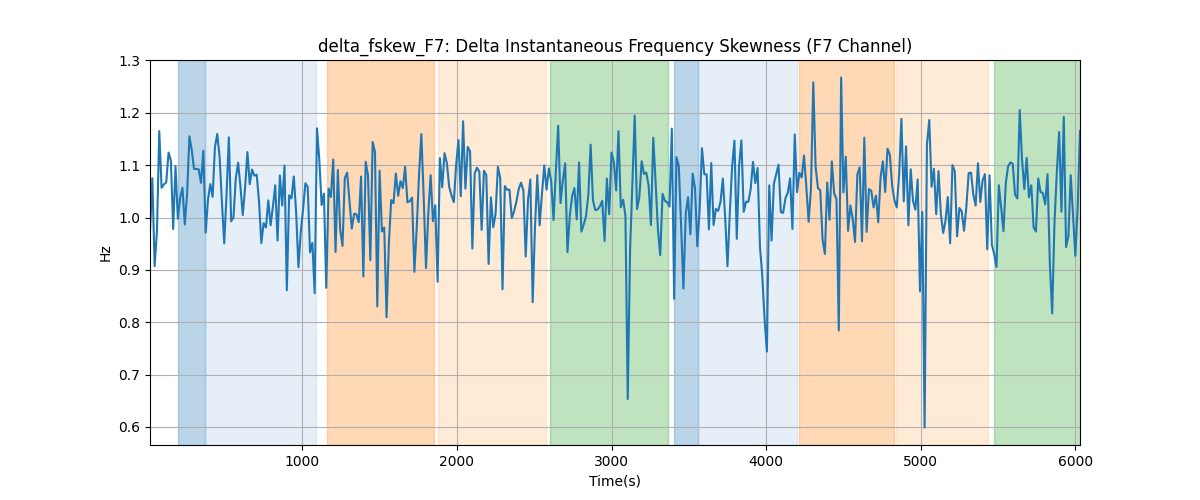 delta_fskew_F7: Delta Instantaneous Frequency Skewness (F7 Channel)
1.3
1.2
1.1
1.0
0.9
0.8
0.7
0.6
Hz
1000 2000 3000 4000 5000 6000
Time(s)